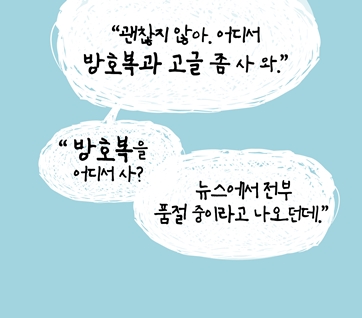 “괜찮지 않아. 어디서
방호복과 고글 좀 사 와.”
“방호복을
어디서 사?
뉴스에서 전부
품절 중이라고 나오던데.”